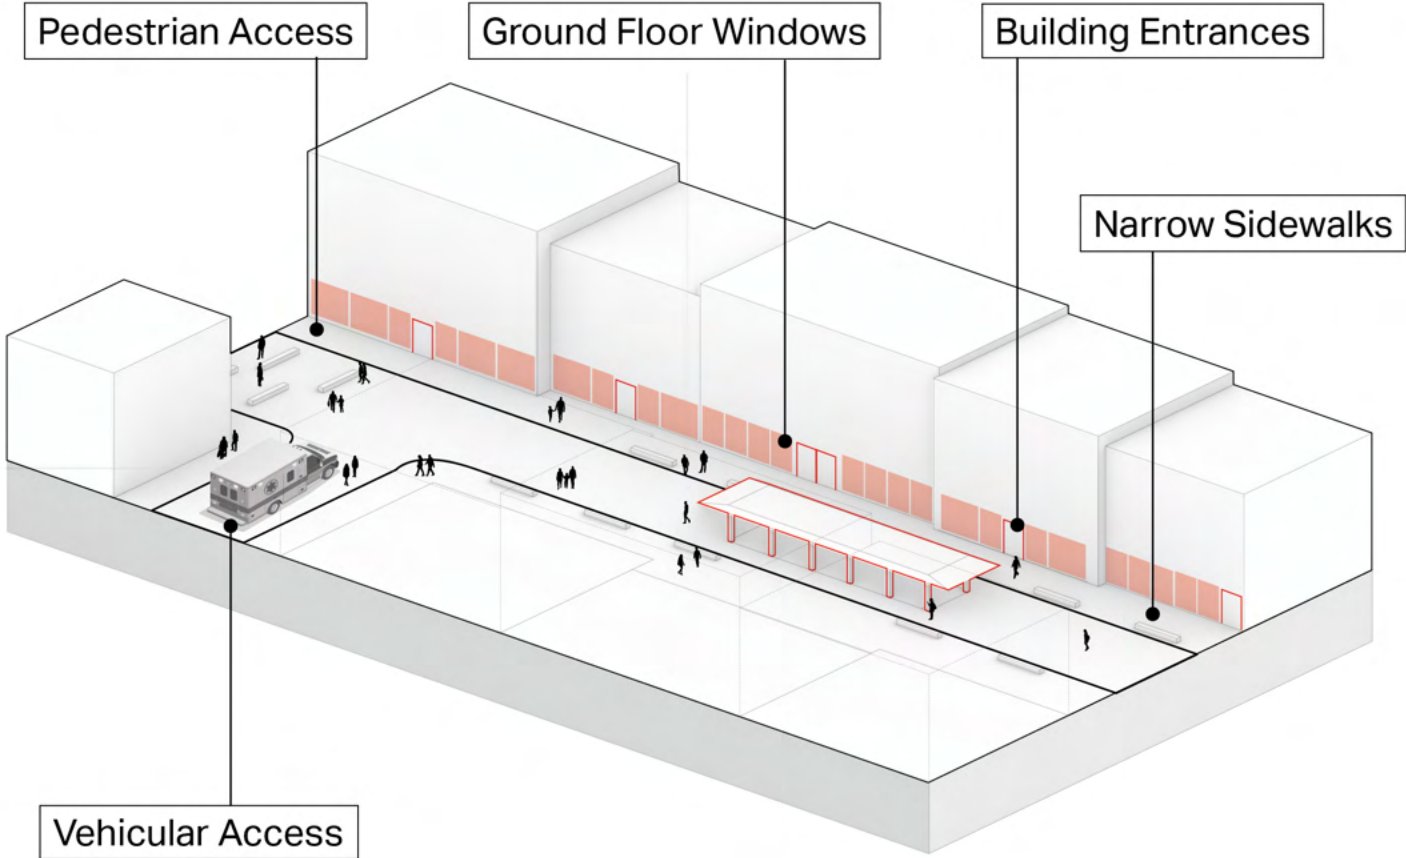 Pedestrian Access
Ground Floor Windows
Building Entrances
Narrow Sidewalks
Vehicular Access